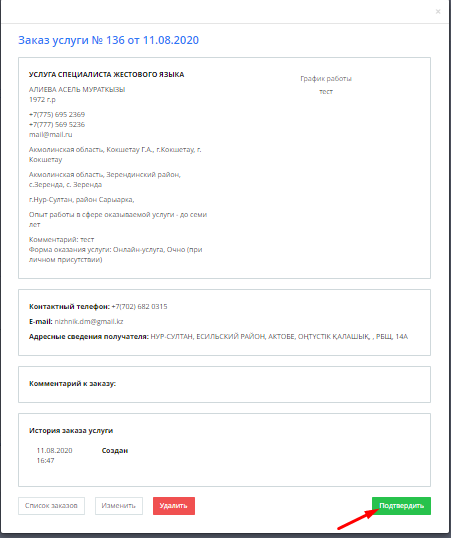 ×
Заказ услуги № 136 от 11.08.2020
УСЛУГА СПЕЦИАЛИСТА ЖЕСТОВОГО ЯЗЫКА
АЛИЕВА АСЕЛЬ МУРАТКЫЗЫ
1972 г.р
+7(775) 695 2369
+7(777) 569 5236
mail@mail.ru
Акмолинская область, Кокшетау Г.А., г.Кокшетау, г.
Кокшетау
Акмолинская область, Зерендинский район,
с.Зеренда, с. Зеренда
г.Нур-Султан, район Сарыарка,
Опыт работы в сфере оказываемой услуги - до семи
лет
Комментарий: тест
Форма оказания услуги: Онлайн-услуга, Очно (при
личном присутствии)
График работы
тест
Контактный телефон: +7(702) 682 0315
E-mail: nizhnik.dm@gmail.kz
Адресные сведения получателя: НУР-СУЛТАН, ЕСИЛЬСКИЙ РАЙОН, АКТОБЕ, ОҢТҮСТІК ҚАЛАШЫҚ, , РБЩ, 14А
Комментарий к заказу:
История заказа услуги
11.08.2020 Создан
16:47
Список заказов Изменить Удалить Подтвердить